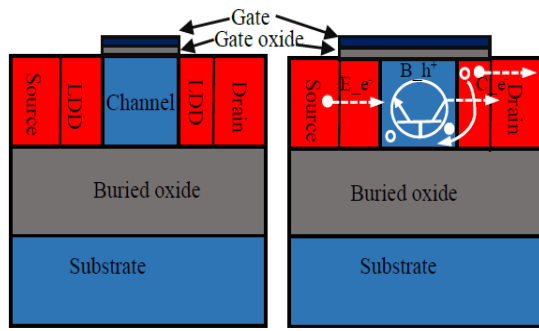 Gate
Gate oxide
Source
LDD
Channel
LDD
Drain
Buried oxide
Substrate
Source
E_e⁻
B_h⁺
C_e⁻
Drain
Buried oxide
Substrate